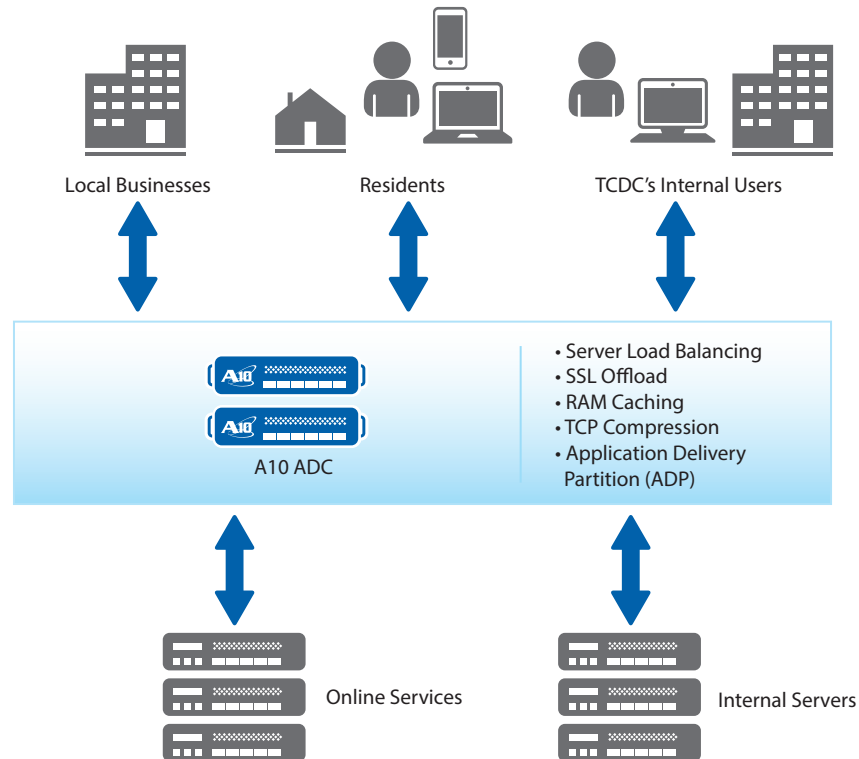 Local Businesses
Residents
TCDC's Internal Users
A10
A10
A10 ADC
• Server Load Balancing
• SSL Offload
• RAM Caching
• TCP Compression
• Application Delivery
Partition (ADP)
Online Services
Internal Servers